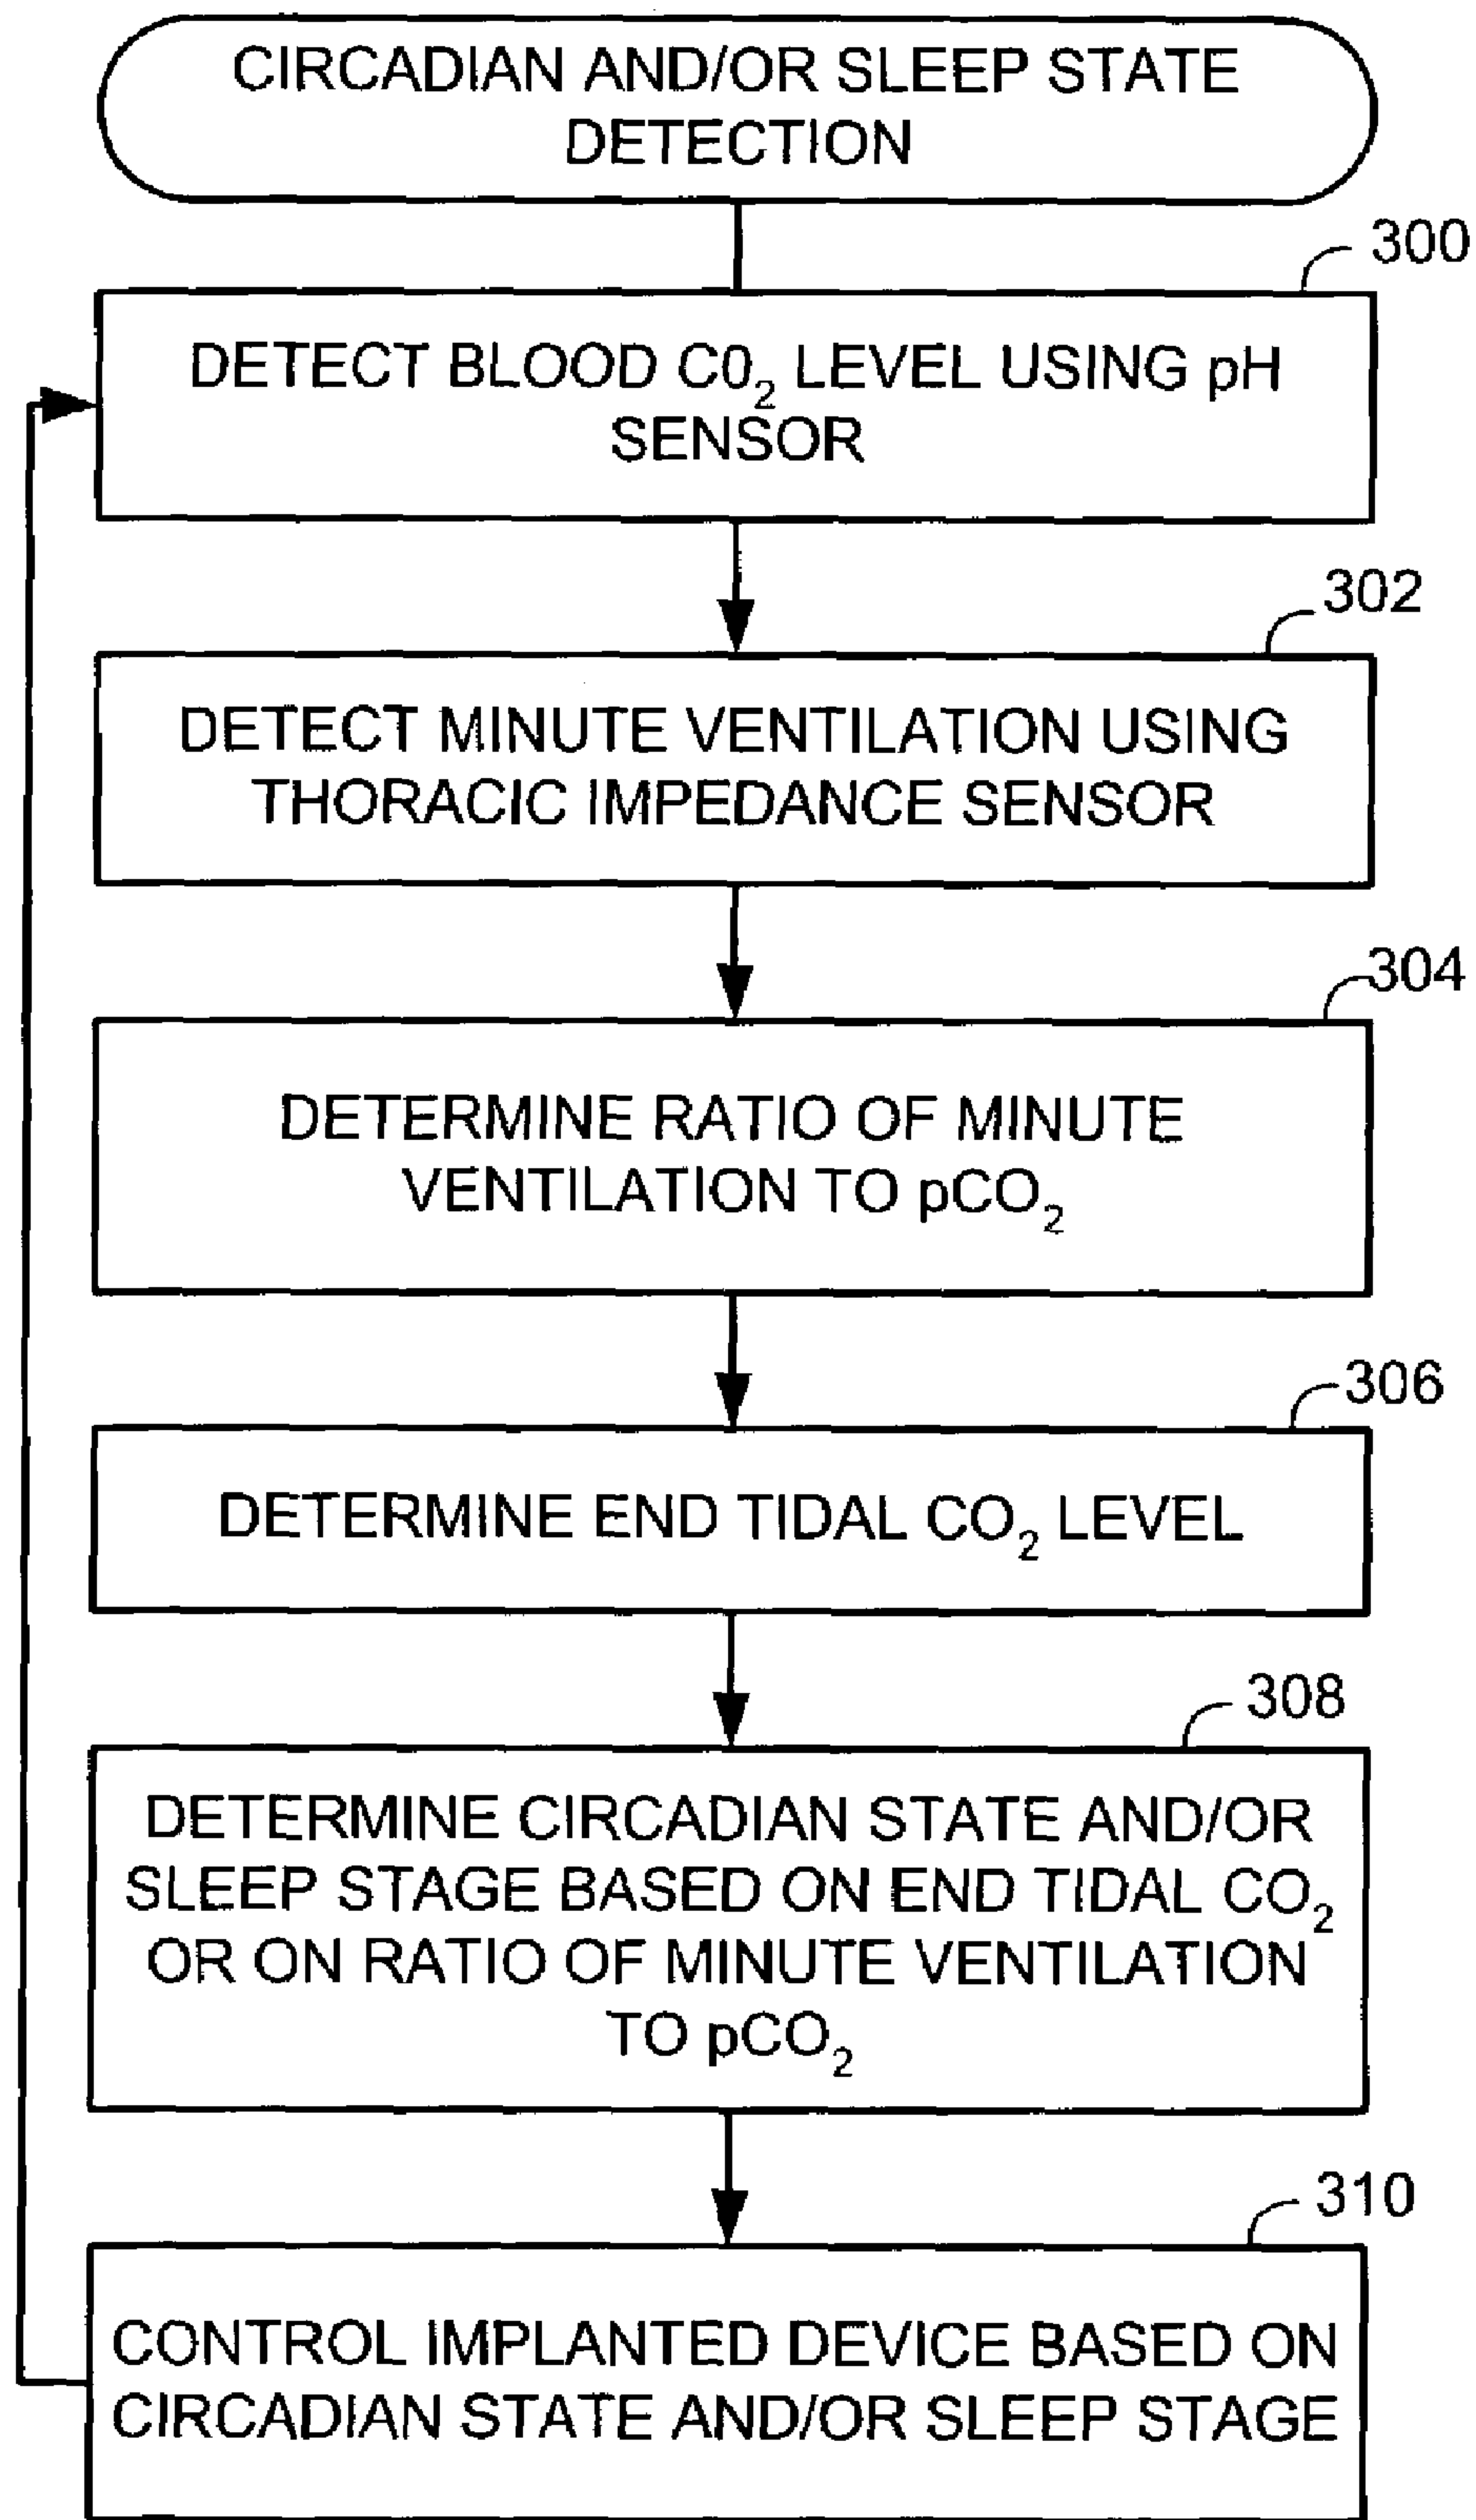 CIRCADIAN AND/OR SLEEP STATE
DETECTION
300
DETECT BLOOD C0₂ LEVEL USING pH
SENSOR
302
DETECT MINUTE VENTILATION USING
THORACIC IMPEDANCE SENSOR
304
DETERMINE RATIO OF MINUTE
VENTILATION TO pCO₂
306
DETERMINE END TIDAL CO₂ LEVEL
308
DETERMINE CIRCADIAN STATE AND/OR
SLEEP STAGE BASED ON END TIDAL CO₂
OR ON RATIO OF MINUTE VENTILATION
TO pCO₂
310
CONTROL IMPLANTED DEVICE BASED ON
CIRCADIAN STATE AND/OR SLEEP STAGE